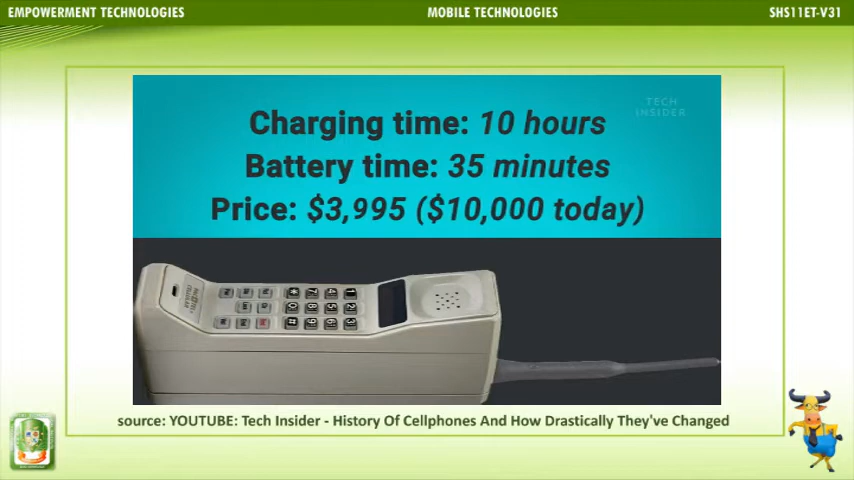 EMPOWERMENT TECHNOLOGIES
MOBILE TECHNOLOGIES
SHS11ET-V31
TECH
INSIDER
Charging time: 10 hours
Battery time: 35 minutes
Price: $3,995 ($10,000 today)
source: YOUTUBE: Tech Insider - History Of Cellphones And How Drastically They've Changed